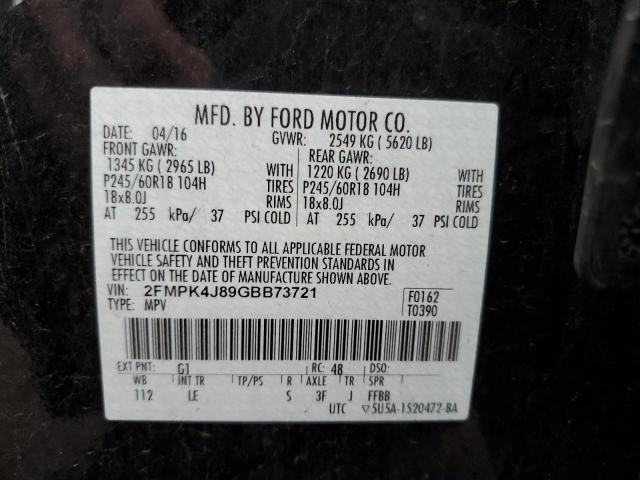 MFD. BY FORD MOTOR CO.
DATE: 04/16 GVWR: 2549 KG ( 5620 LB)
FRONT GAWR: REAR GAWR:
1345 KG ( 2965 LB) WITH 1220 KG ( 2690 LB) WITH
P245/60R18 104H TIRES P245/60R18 104H TIRES
18x8.0J RIMS 18x8.0J RIMS
AT 255 kPa/ 37 PSI COLD AT 255 kPa/ 37 PSI COLD
THIS VEHICLE CONFORMS TO ALL APPLICABLE FEDERAL MOTOR
VEHICLE SAFETY AND THEFT PREVENTION STANDARDS IN
EFFECT ON THE DATE OF MANUFACTURE SHOWN ABOVE.
VIN: 2FMPK4J89GBB73721 F0162
TYPE: MPV T0390
EXT PNT: G1 RC: 48 DSO:
WB INT TR TP/PS R AXLE TR SPR
112 LE S 3F J FFBB
UTC ▽5U5A-1520472-BA